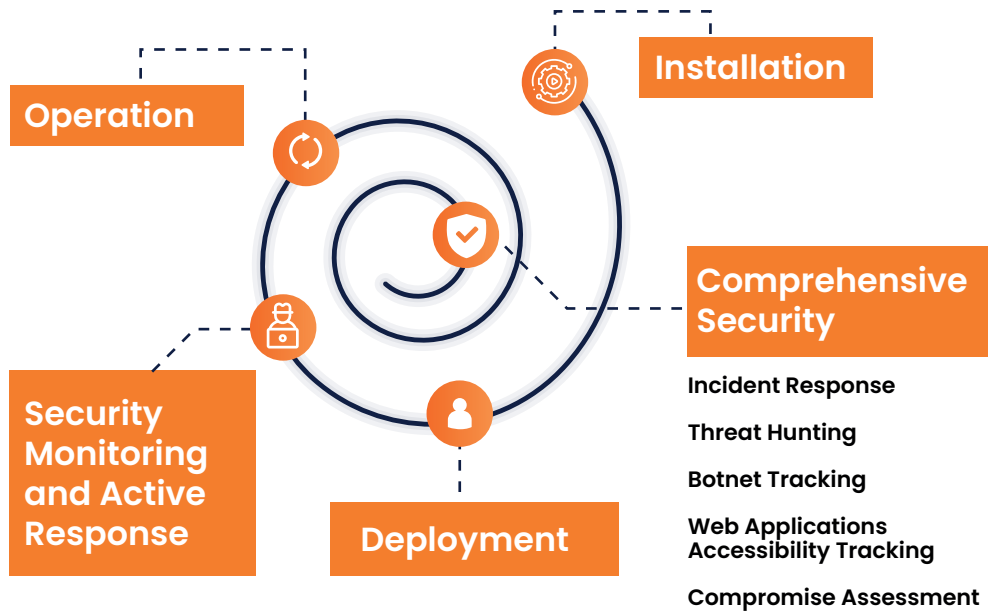 Installation
Operation
Comprehensive
Security
Incident Response
Threat Hunting
Botnet Tracking
Web Applications
Accessibility Tracking
Compromise Assessment
Security
Monitoring
and Active
Response
Deployment